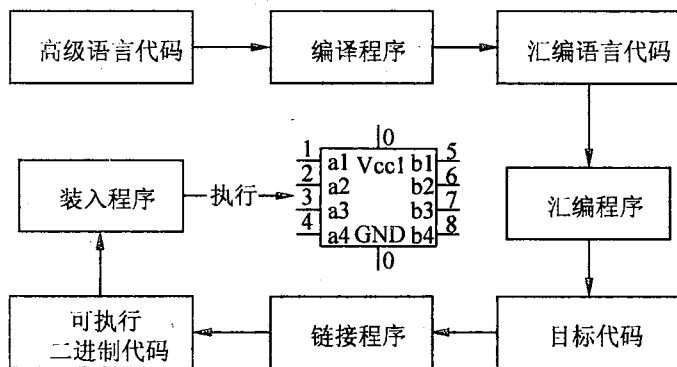 高级语言代码
编译程序
汇编语言代码
0
1 a1 Vcc1 b1 5
2 a2 b2 6
3 a3 b3 7
4 a4 GND b4 8
0
装入程序
执行
汇编程序
可执行
二进制代码
链接程序
目标代码